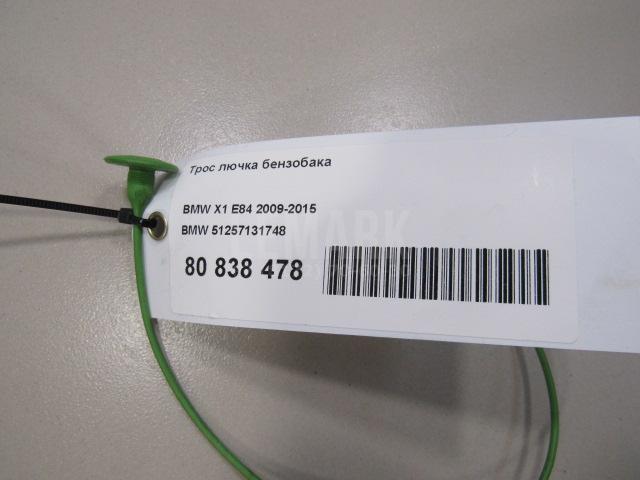 Трос лючка бензобака
BMW X1 E84 2009-2015
BMW 51257131748
80 838 478